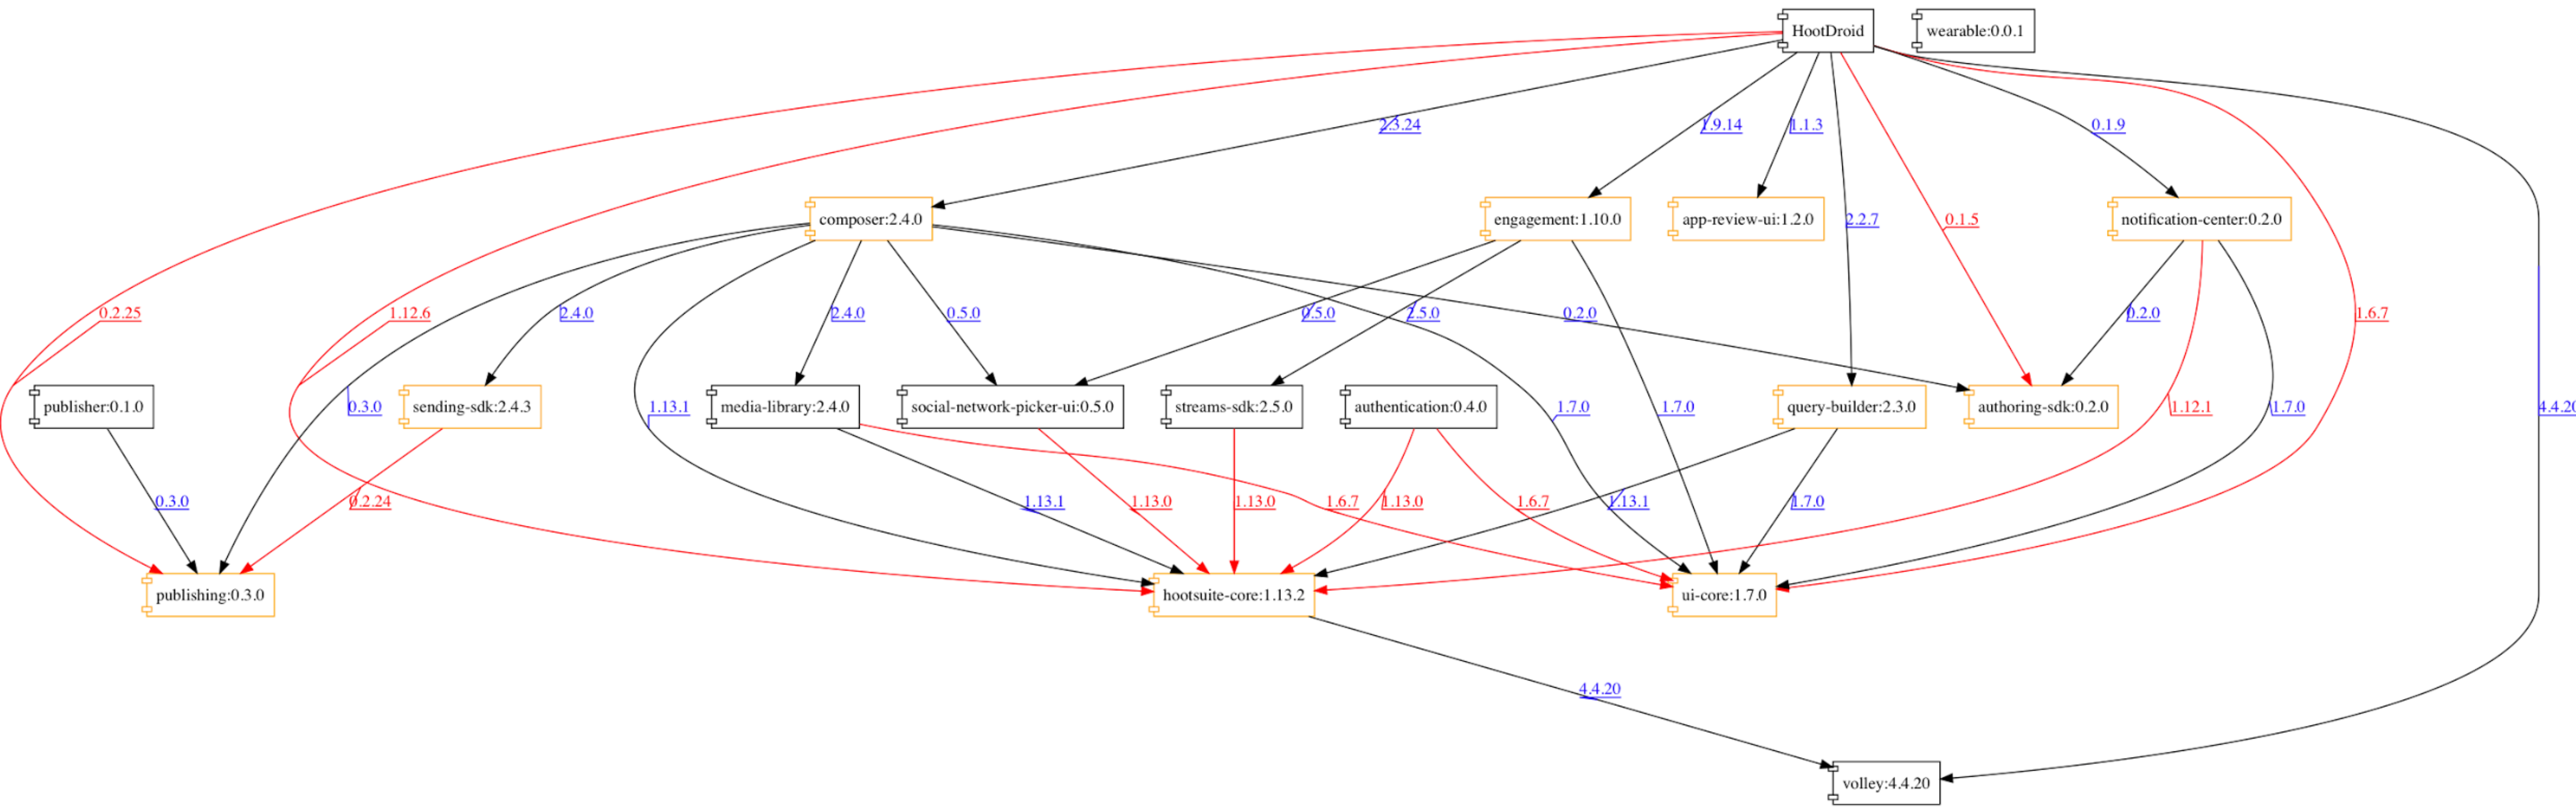 HootDroid
wearable:0.0.1
2.3.24
1.9.14
1.1.3
0.1.9
composer:2.4.0
engagement:1.10.0
app-review-ui:1.2.0
2.2.7
0.1.5
notification-center:0.2.0
0.2.25
1.12.6
2.4.0
2.4.0
0.5.0
0.5.0
2.5.0
0.2.0
0.2.0
1.6.7
publisher:0.1.0
0.3.0
sending-sdk:2.4.3
1.13.1
media-library:2.4.0
social-network-picker-ui:0.5.0
streams-sdk:2.5.0
authentication:0.4.0
1.7.0
1.7.0
query-builder:2.3.0
authoring-sdk:0.2.0
1.12.1
1.7.0
4.4.20
0.3.0
0.2.24
1.13.1
1.13.0
1.13.0
1.6.7
1.13.0
1.6.7
1.13.1
1.7.0
publishing:0.3.0
hootsuite-core:1.13.2
ui-core:1.7.0
4.4.20
volley:4.4.20